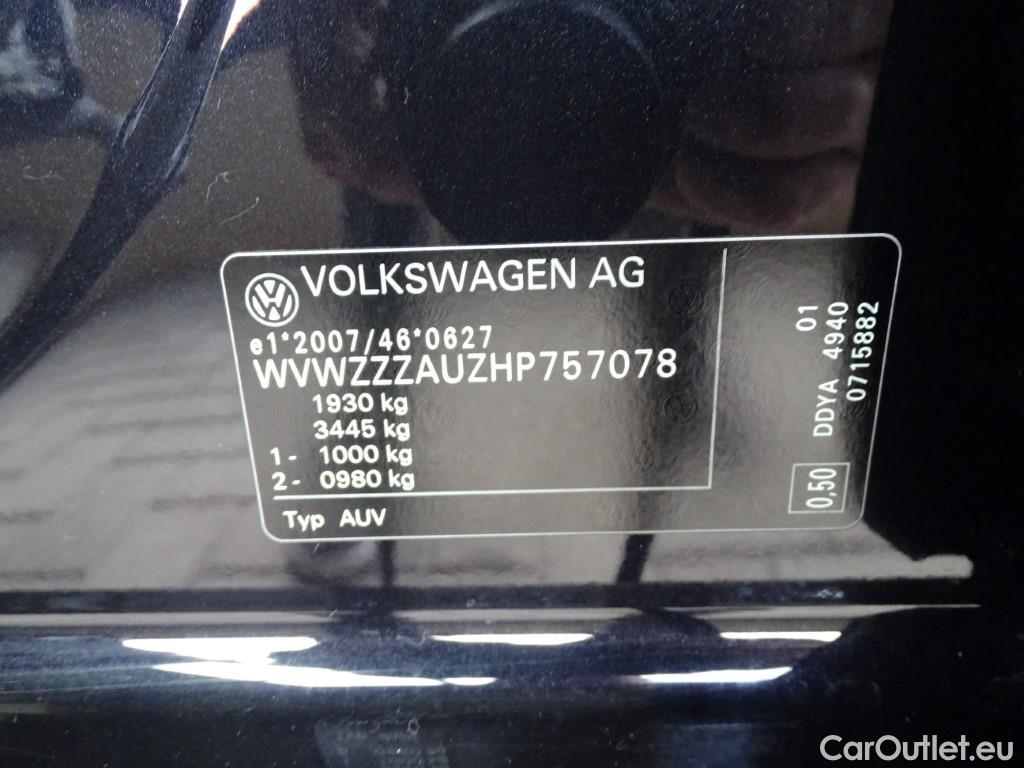 VOLKSWAGEN AG
e1*2007/46*0627
WVWZZZAUZHP757078
1930 kg
3445 kg
1- 1000 kg
2- 0980 kg
Typ AUV
01
DDYA 4940
0715882
0,50
CarOutlet.eu